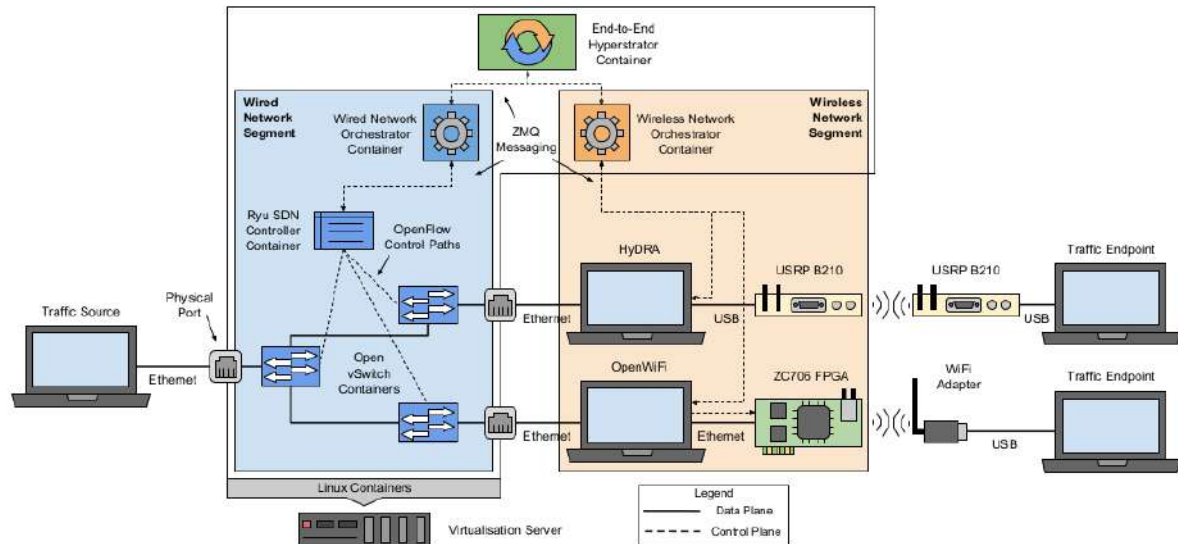 End-to-End
Hyperstrator
Container
Wired
Network
Segment
Wired Network
Orchestrator
Container
ZMQ
Messaging
Wireless Network
Orchestrator
Container
Wireless
Network
Segment
Ryu SDN
Controller
Container
OpenFlow
Control Paths
HyDRA
USRP B210
USRP B210
Traffic Endpoint
Physical
Port
Traffic Source
Ethernet
USB
USB
Ethernet
Open
vSwitch
Containers
OpenWiFi
ZC706 FPGA
WiFi
Adapter
Traffic Endpoint
Ethernet
Ethernet
USB
Linux Containers
Virtualisation Server
Legend
Data Plane
Control Plane